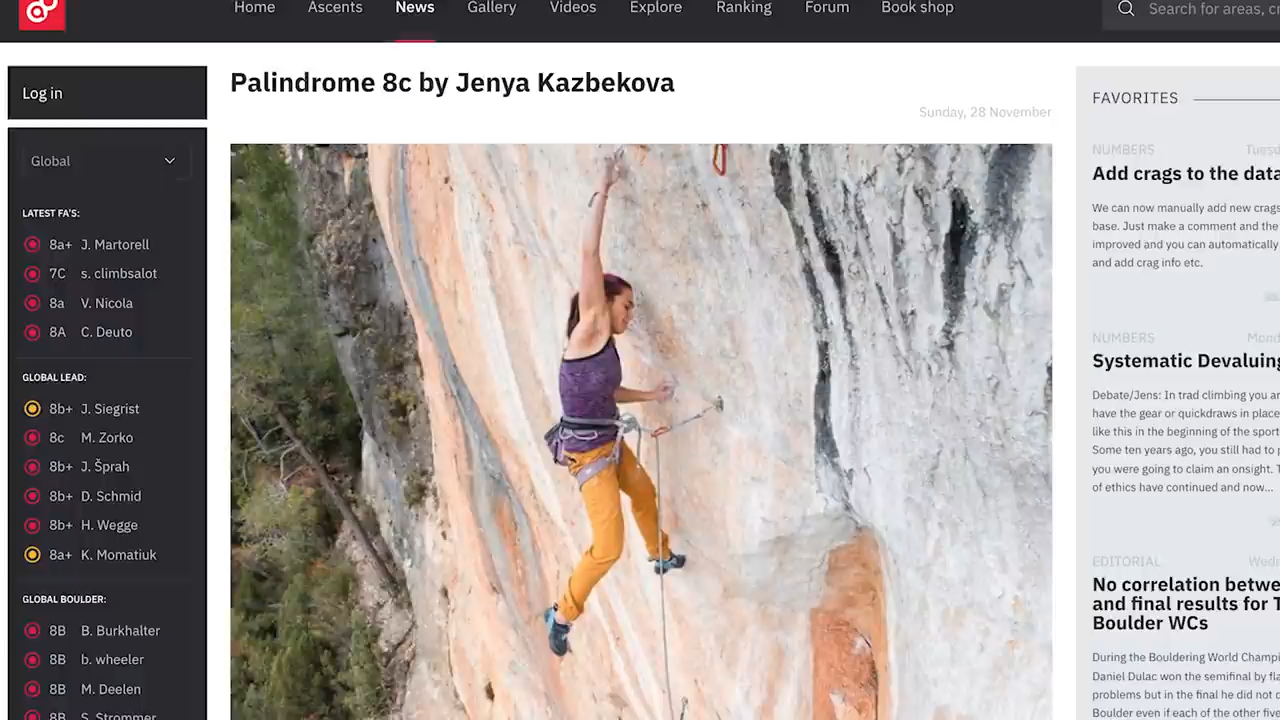 Home Ascents News Gallery Videos Explore Ranking Forum Book shop
Search for areas,
Log in
Global
LATEST FA'S:
8a+ J. Martorell
7C s. climbsalot
8a V. Nicola
8A C. Deuto
GLOBAL LEAD:
8b+ J. Siegrist
8c M. Zorko
8b+ J. Šprah
8b+ D. Schmid
8b+ H. Wegge
8a+ K. Momatiuk
GLOBAL BOULDER:
8B B. Burkhalter
8B b. wheeler
8B M. Deelen
8B S. Strommer
Palindrome 8c by Jenya Kazbekova
Sunday, 28 November
FAVORITES
NUMBERS
Add crags to the data
We can now manually add new crags
base. Just make a comment and the
improved and you can automatically
and add crag info etc.
NUMBERS
Systematic Devaluing
Debate/Jens: In trad climbing you
have the gear or quickdraws in place
like this in the beginning of the sport
Some ten years ago, you still had to
you were going to claim an onsight.
of ethics have continued and now...
EDITORIAL
No correlation
and final results for
Boulder WCs
During the Bouldering World
Daniel Dulac won the semifinal by
problems but in the final he did not
Boulder even if each of the other